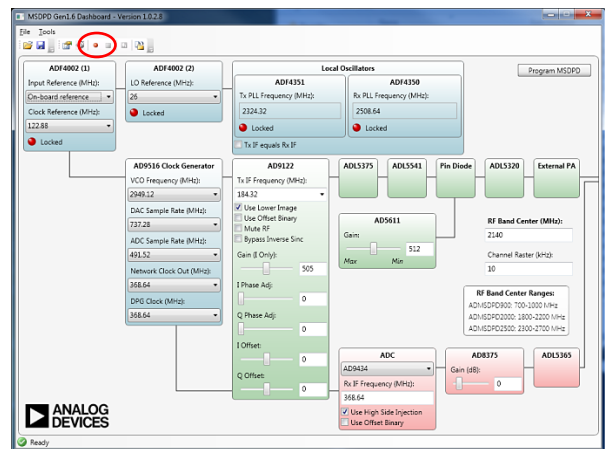 MSDPD Gen1.6 Dashboard - Version 1.0.2.8
File Tools
Program MSDPD
ADF4002 (1)
Input Reference (MHz):
On-board reference
Clock Reference (MHz):
122.88
Locked
ADF4002 (2)
LO Reference (MHz):
26
Locked
Local Oscillators
ADF4351
Tx PLL Frequency (MHz):
2324.32
Locked
Tx IF equals Rx IF
ADF4350
Rx PLL Frequency (MHz):
2508.64
Locked
AD9516 Clock Generator
VCO Frequency (MHz):
2949.12
DAC Sample Rate (MHz):
737.28
ADC Sample Rate (MHz):
491.52
Network Clock Out (MHz):
368.64
DPG Clock (MHz):
368.64
AD9122
Tx IF Frequency (MHz):
184.32
Use Lower Image
Use Offset Binary
Mute RF
Bypass Inverse Sinc
Gain (I Only):
505
I Phase Adj:
0
Q Phase Adj:
0
I Offset:
0
Q Offset:
0
ADL5375
ADL5541
Pin Diode
ADL5320
External PA
AD5611
Gain:
512
Max Min
RF Band Center (MHz):
2140
Channel Raster (kHz):
10
RF Band Center Ranges:
ADMSDPD900: 700-1000 MHz
ADMSDPD2000: 1800-2200 MHz
ADMSDPD2500: 2300-2700 MHz
ADC
AD9434
Rx IF Frequency (MHz):
368.64
Use High Side Injection
Use Offset Binary
AD8375
Gain (dB):
0
ADL5365
ANALOG
DEVICES
Ready